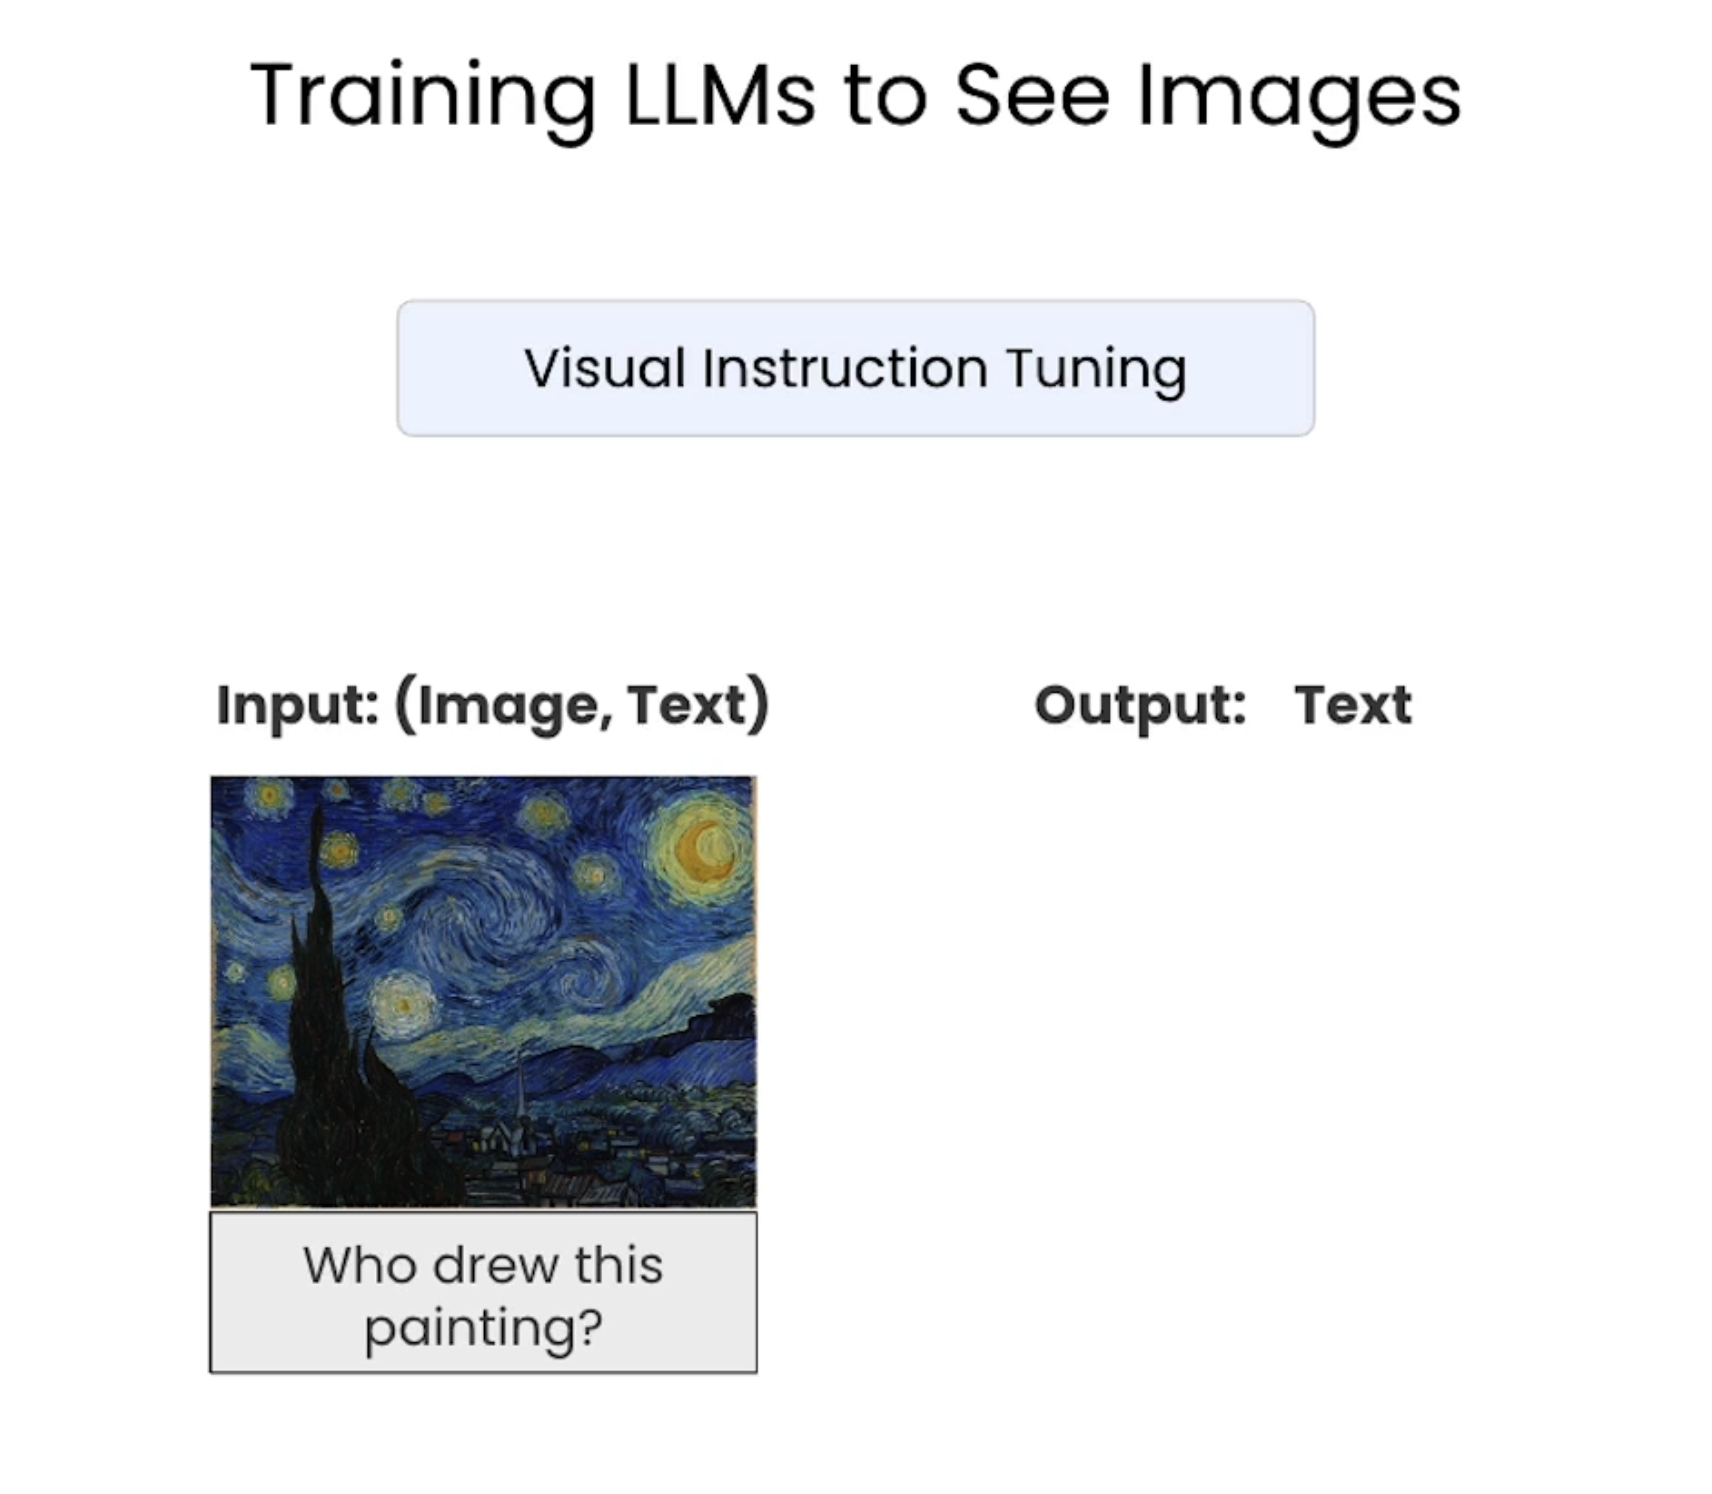 Training LLMs to See Images
Visual Instruction Tuning
Input: (Image, Text)
Output: Text
Who drew this
painting?